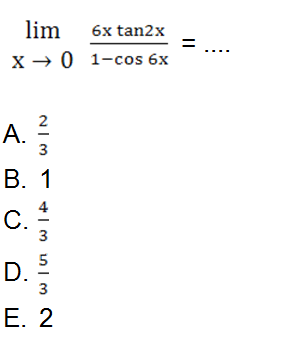 lim 6x tan2x
x → 0 1−cos 6x = ....
A. 2/3
B. 1
C. 4/3
D. 5/3
E. 2